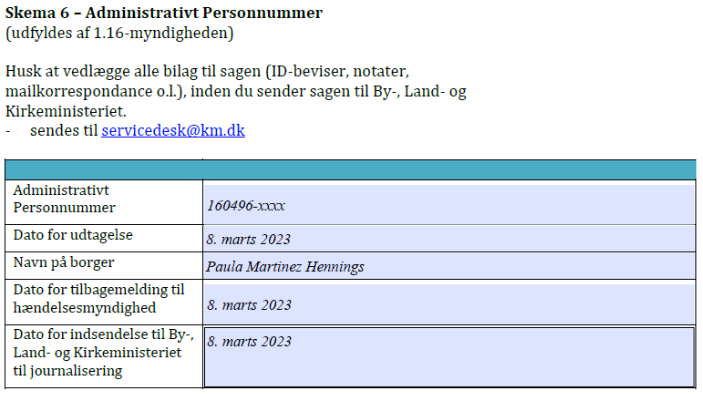 Skema 6 – Administrativt Personnummer
(udfyldes af 1.16-myndigheden)
Husk at vedlægge alle bilag til sagen (ID-beviser, notater,
mailkorrespondance o.l.), inden du sender sagen til By-, Land- og
Kirkeministeriet.
- sendes til servicedesk@km.dk
Administrativt
Personnummer
160496-xxxx
Dato for udtagelse
8. marts 2023
Navn på borger
Paula Martinez Hennings
Dato for tilbagemelding til
hændelsesmyndighed
8. marts 2023
Dato for indsendelse til By-,
Land- og Kirkeministeriet
til journalisering
8. marts 2023